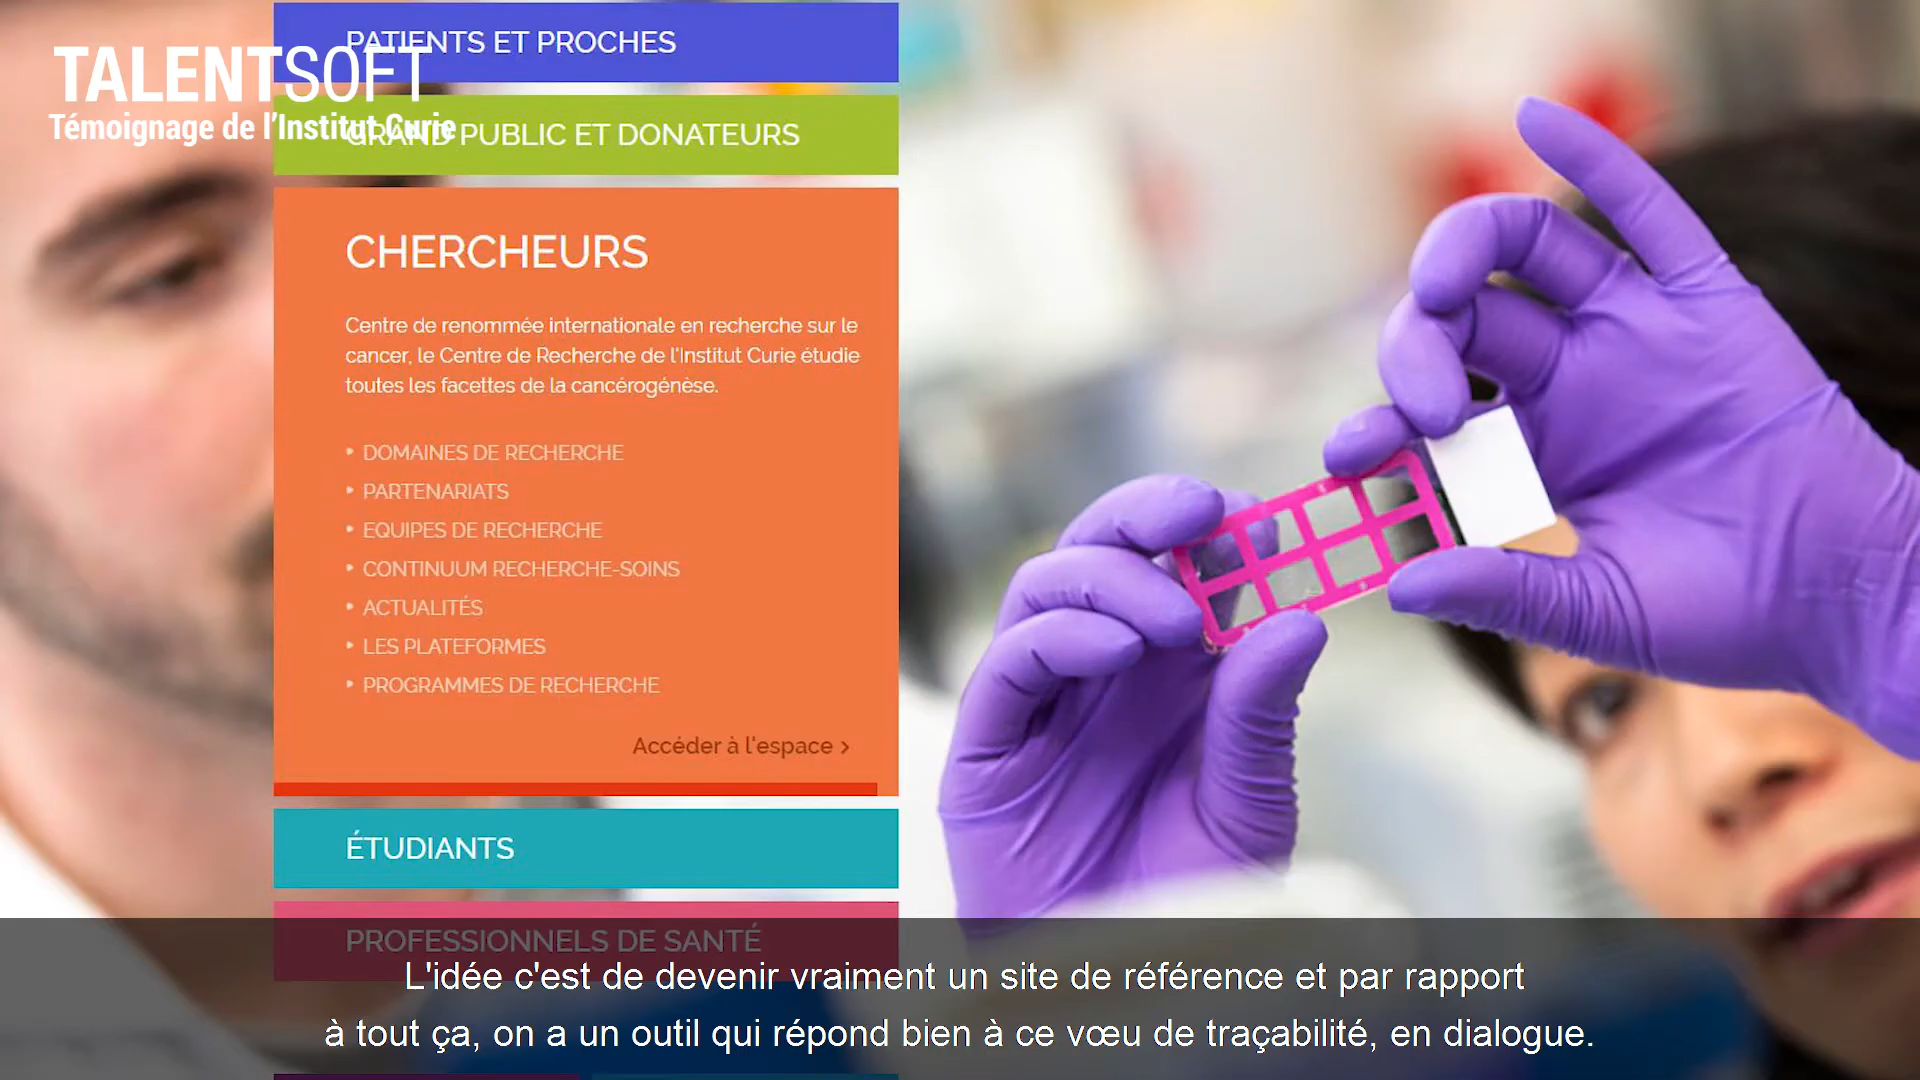 PATIENTS ET PROCHES
TALENTSOFT
Témoignage de l'Institut Curie
GRAND PUBLIC ET DONATEURS
CHERCHEURS
Centre de renommée internationale en recherche sur le
cancer, le Centre de Recherche de l'Institut Curie étudie
toutes les facettes de la cancérogénèse.
• DOMAINES DE RECHERCHE
• PARTENARIATS
• EQUIPES DE RECHERCHE
• CONTINUUM RECHERCHE-SOINS
• ACTUALITÉS
• LES PLATEFORMES
• PROGRAMMES DE RECHERCHE
Accéder à l'espace ›
ÉTUDIANTS
PROFESSIONNELS DE SANTÉ
L'idée c'est de devenir vraiment un site de référence et par rapport
à tout ça, on a un outil qui répond bien à ce vœu de traçabilité, en dialogue.